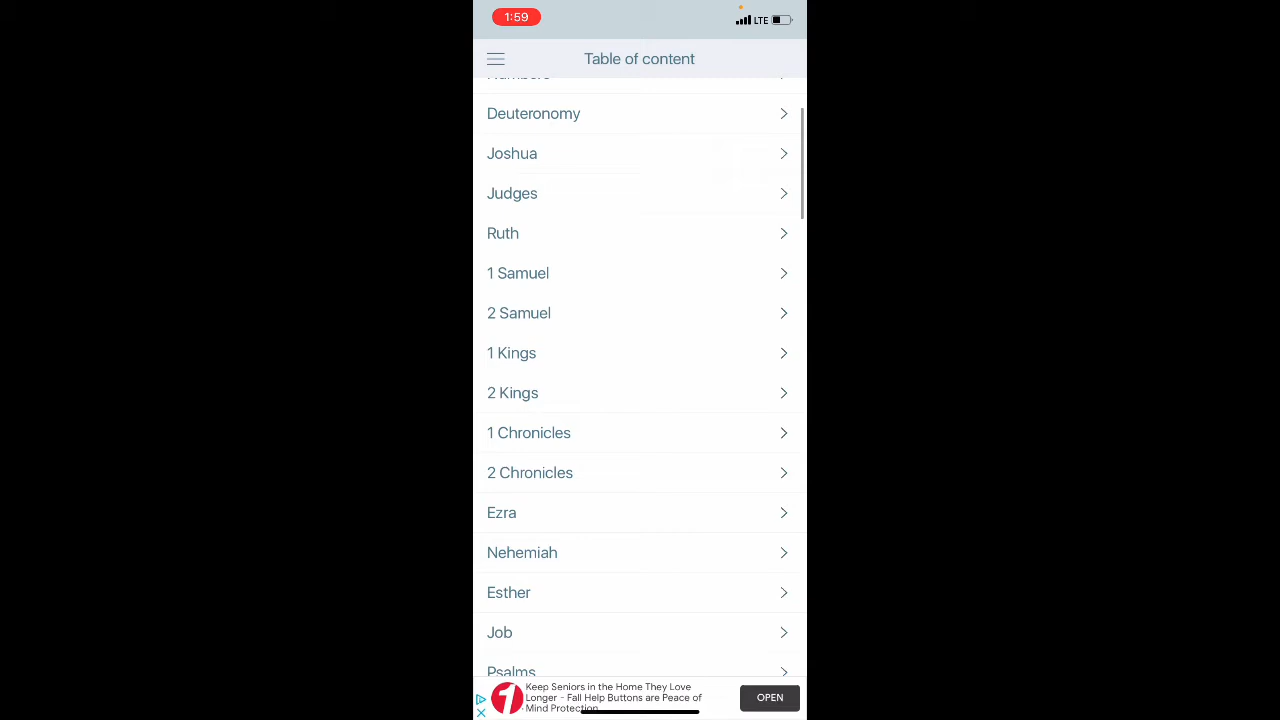 1:59
LTE
Table of content
Numbers
Deuteronomy
Joshua
Judges
Ruth
1 Samuel
2 Samuel
1 Kings
2 Kings
1 Chronicles
2 Chronicles
Ezra
Nehemiah
Esther
Job
Psalms
1
Keep Seniors in the Home They Love
Longer - Fall Help Buttons are Peace of
Mind Protection.
OPEN